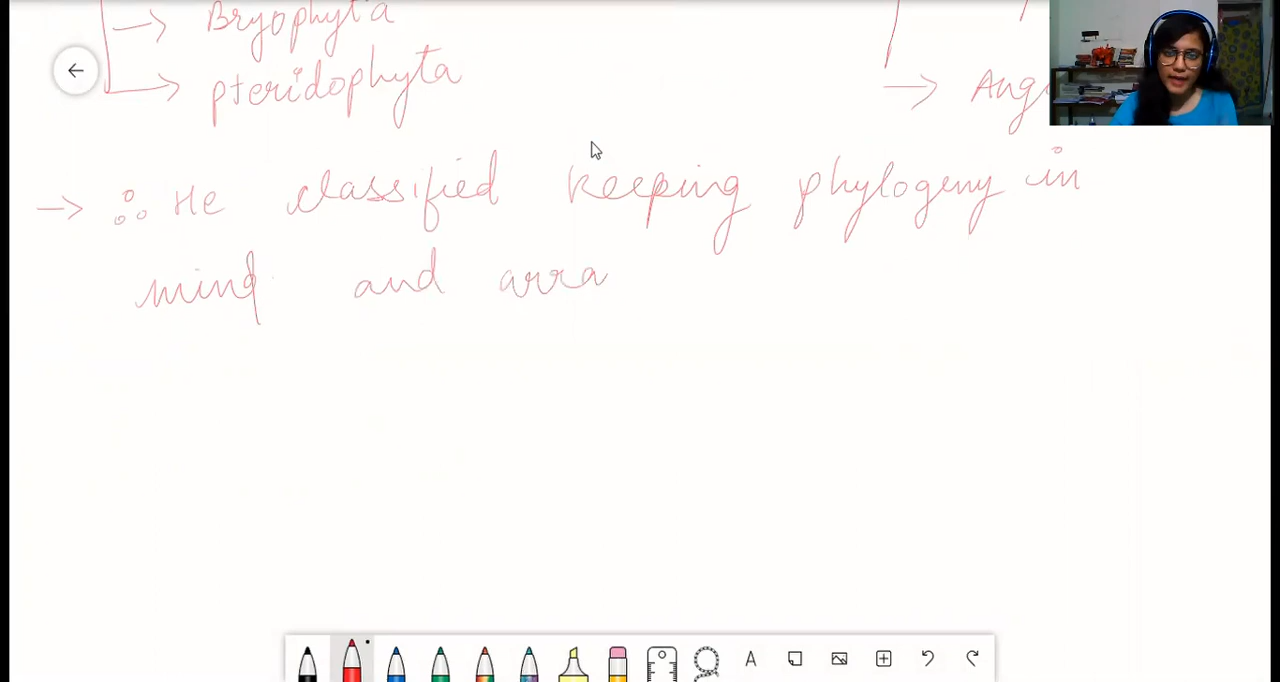 → Bryophyta
→ pteridophyta
→ Ang
→ ∴ He classified keeping phylogeny in
mind and arra
A